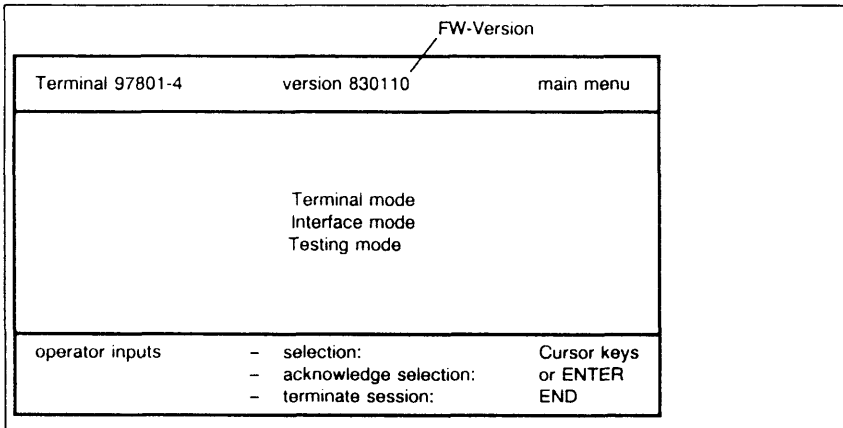 FW-Version
Terminal 97801-4 version 830110 main menu
Terminal mode
Interface mode
Testing mode
operator inputs – selection: Cursor keys
– acknowledge selection: or ENTER
– terminate session: END